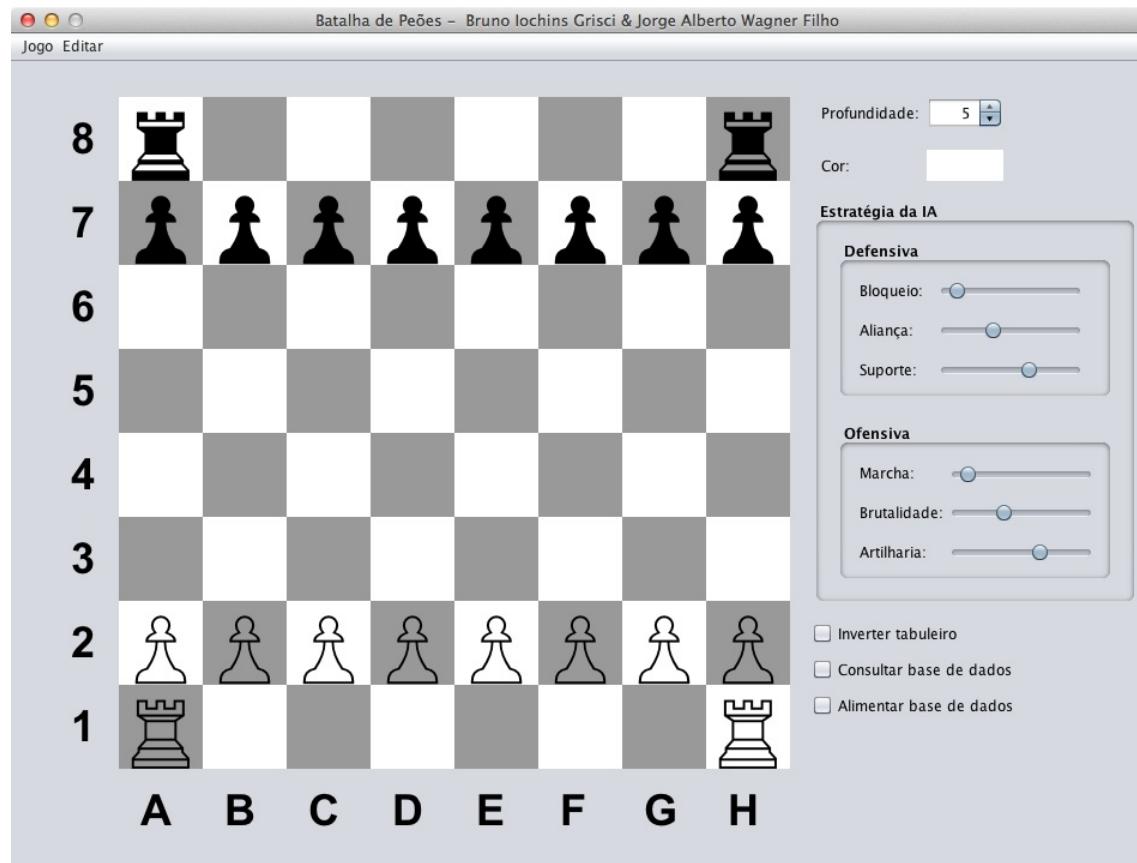 Batalha de Peões – Bruno Iochins Grisci & Jorge Alberto Wagner Filho
Jogo Editar
8
7
6
5
4
3
2
1
A B C D E F G H
Profundidade: 5
Cor:
Estratégia da IA
Defensiva
Bloqueio:
Aliança:
Suporte:
Ofensiva
Marcha:
Brutalidade:
Artilharia:
Inverter tabuleiro
Consultar base de dados
Alimentar base de dados